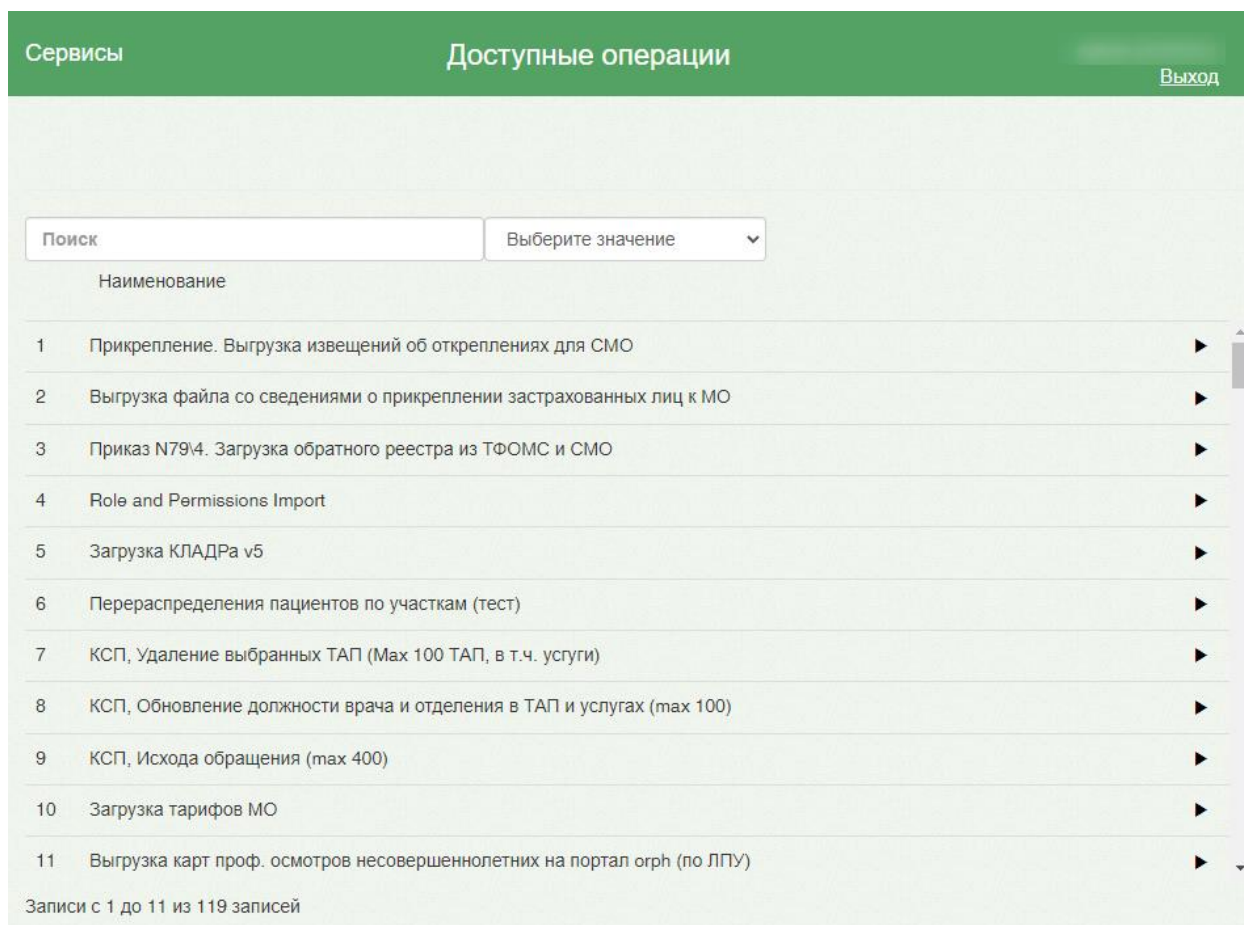 Сервисы
Доступные операции
Выход
Поиск
Выберите значение
Наименование
1 Прикрепление. Выгрузка извещений об откреплениях для СМО
2 Выгрузка файла со сведениями о прикреплении застрахованных лиц к МО
3 Приказ N79\4. Загрузка обратного реестра из ТФОМС и СМО
4 Role and Permissions Import
5 Загрузка КЛАДРа v5
6 Перераспределения пациентов по участкам (тест)
7 КСП, Удаление выбранных ТАП (Max 100 ТАП, в т.ч. усгуги)
8 КСП, Обновление должности врача и отделения в ТАП и услугах (max 100)
9 КСП, Исхода обращения (max 400)
10 Загрузка тарифов МО
11 Выгрузка карт проф. осмотров несовершеннолетних на портал orph (по ЛПУ)
Записи с 1 до 11 из 119 записей